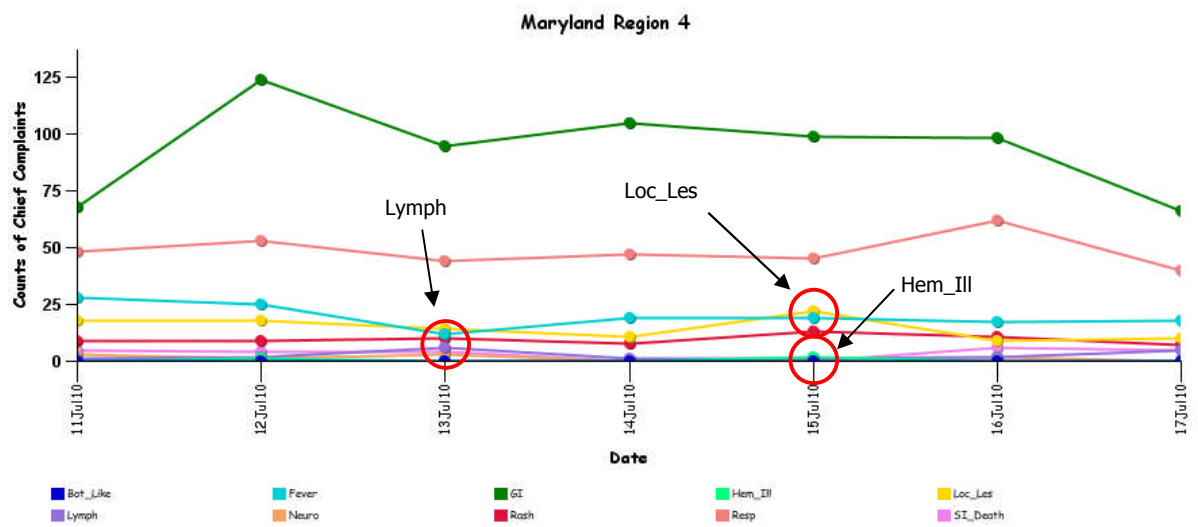 Maryland Region 4
Counts of Chief Complaints
125
100
75
50
25
0
Lymph
Loc_Les
Hem_Ill
11Jul10
12Jul10
13Jul10
14Jul10
15Jul10
16Jul10
17Jul10
Date
Bot_Like
Fever
GI
Hem_Ill
Loc_Les
Lymph
Neuro
Rash
Resp
SI_Death